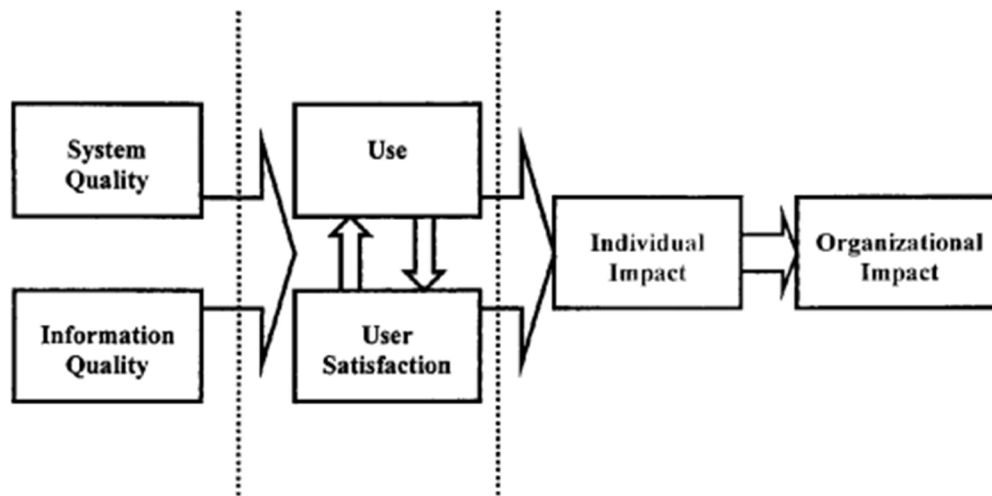 System
Quality
Information
Quality
Use
User
Satisfaction
Individual
Impact
Organizational
Impact